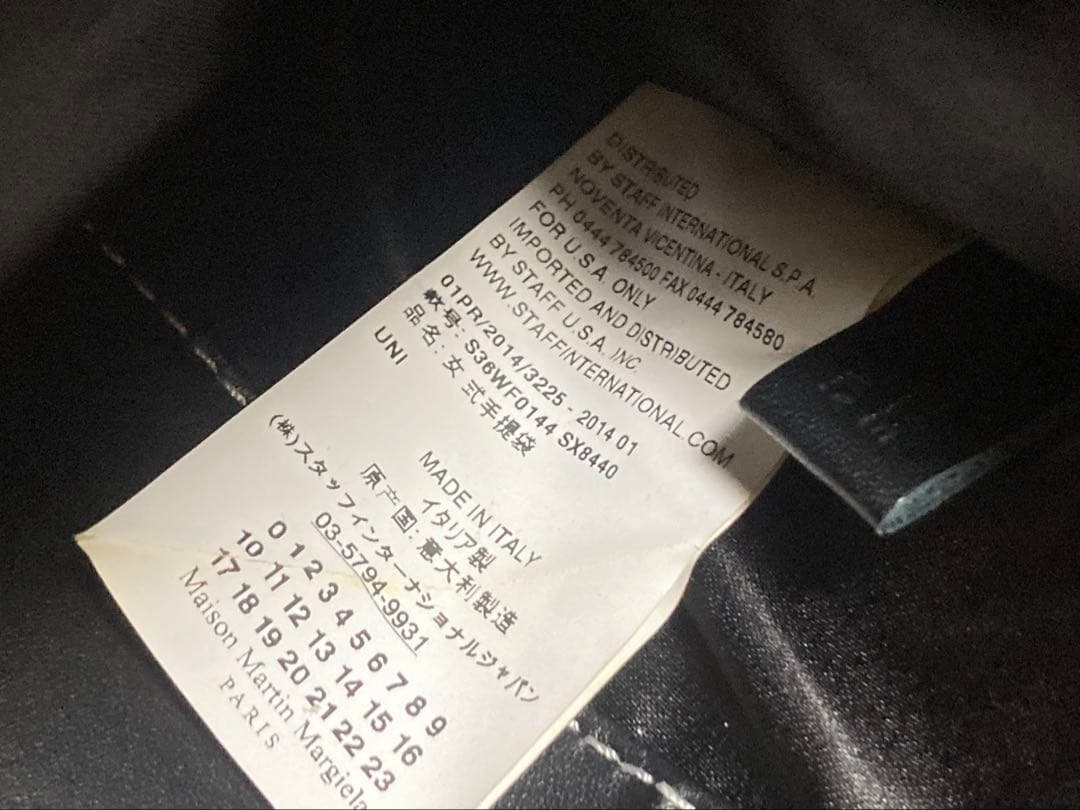 DISTRIBUTED
BY STAFF INTERNATIONAL S.P.A.
NOVENTA VICENTINA - ITALY
PH 0444 784500 FAX 0444 784580
FOR U.S.A. ONLY
IMPORTED AND DISTRIBUTED
BY STAFF U.S.A. INC.
WWW.STAFFINTERNATIONAL.COM
01PR/2014/3225 - 2014 01
款号: S36WF0144 SX8440
品名: 女 式手提袋
UNI
MADE IN ITALY
イタリア製
原产国: 意大利製造
(株)スタッフインターナショナルジャパン
03-5794-9931
0 1 2 3 4 5 6 7 8 9
10 11 12 13 14 15 16
17 18 19 20 21 22 23
Maison Martin Margiela
PARIS